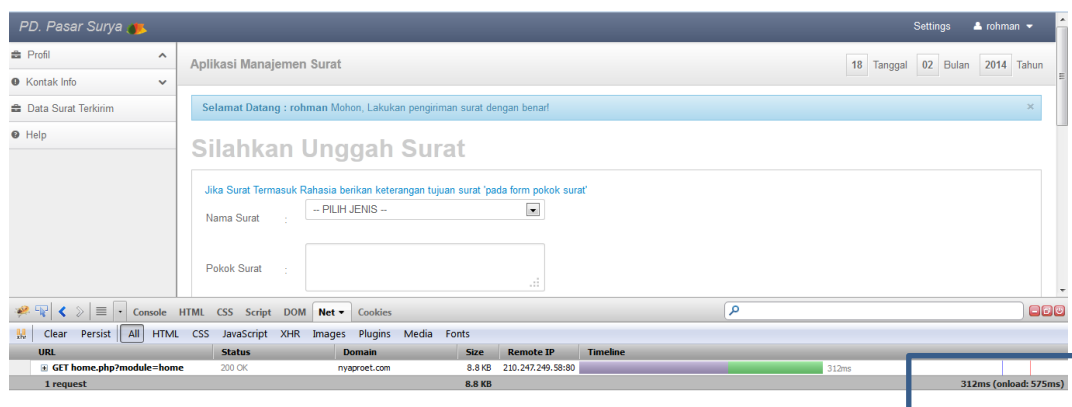 PD. Pasar Surya Settings rohman
Profil
Kontak Info
Data Surat Terkirim
Help
Aplikasi Manajemen Surat 18 Tanggal 02 Bulan 2014 Tahun
Selamat Datang : rohman Mohon, Lakukan pengiriman surat dengan benar! ×
Silahkan Unggah Surat
Jika Surat Termasuk Rahasia berikan keterangan tujuan surat 'pada form pokok surat'
Nama Surat : -- PILIH JENIS --
Pokok Surat :
Console HTML CSS Script DOM Net Cookies
Clear Persist All HTML CSS JavaScript XHR Images Plugins Media Fonts
URL Status Domain Size Remote IP Timeline
GET home.php?module=home 200 OK nyaproet.com 8.8 KB 210.247.249.58:80 312ms
1 request 8.8 KB 312ms (onload: 575ms)